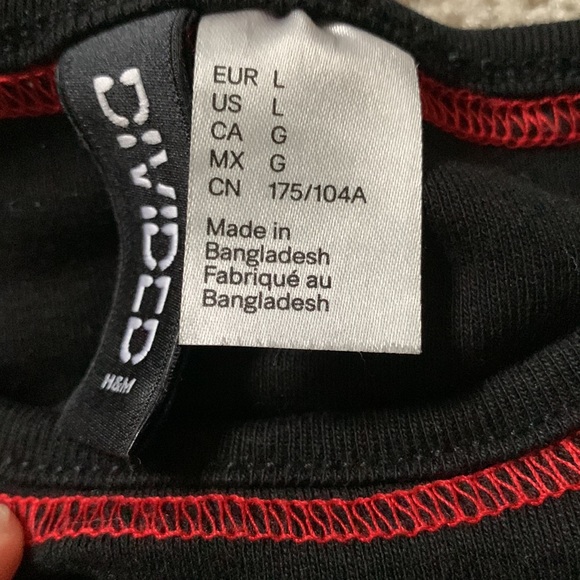 DIVIDED
H&M
EUR L
US L
CA G
MX G
CN 175/104A
Made in
Bangladesh
Fabriqué au
Bangladesh